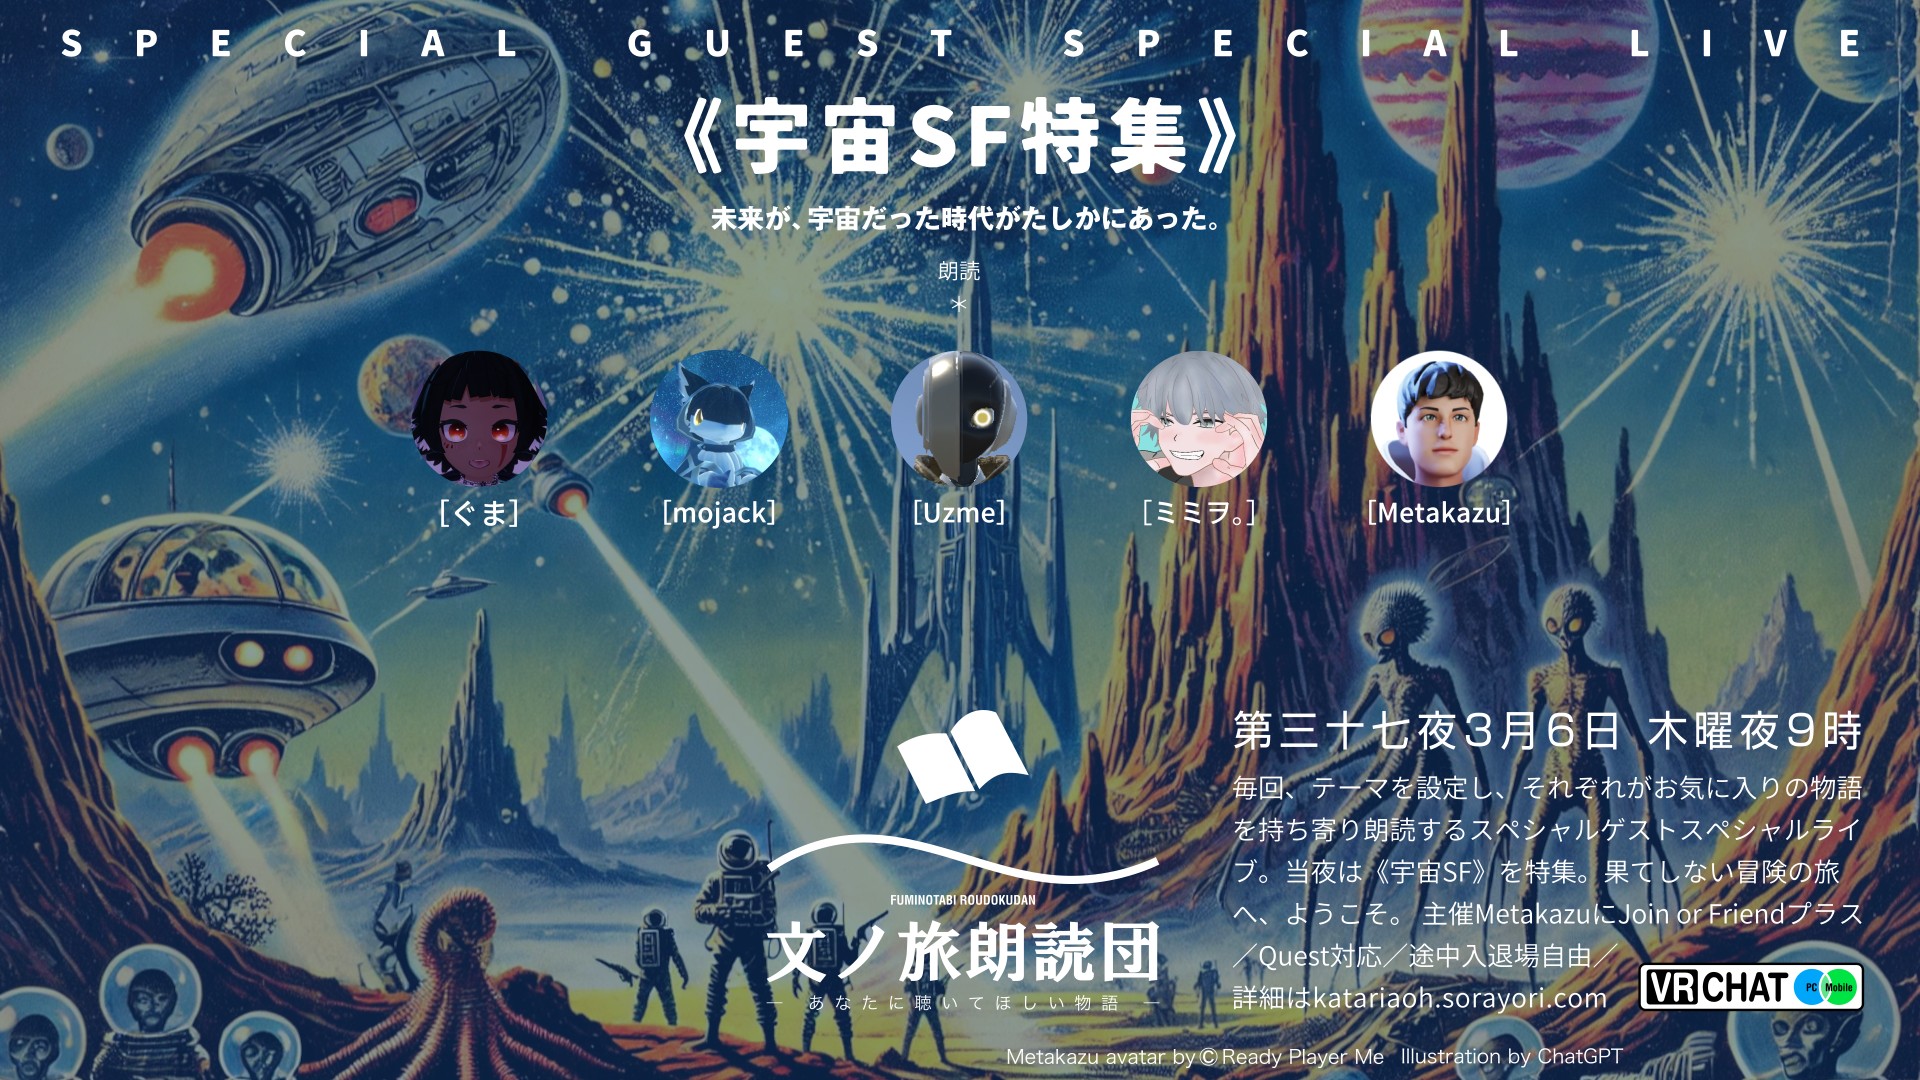 SPECIAL GUEST SPECIAL LIVE
《宇宙SF特集》
未来が、宇宙だった時代がたしかにあった。
朗読
＊
［ぐま］
［mojack］
［Uzme］
［ミミヲ。］
［Metakazu］
第三十七夜3月6日 木曜夜9時
毎回、テーマを設定し、それぞれがお気に入りの物語
を持ち寄り朗読するスペシャルゲストスペシャルライ
ブ。当夜は《宇宙SF》を特集。果てしない冒険の旅
へ、ようこそ。 主催MetakazuにJoin or Friendプラス
／Quest対応／途中入退場自由／
詳細はkatariaoh.sorayori.com
FUMINOTABI ROUDOKUDAN
文ノ旅朗読団
― あなたに聴いてほしい物語 ―
VRCHAT PC Mobile
Metakazu avatar by©Ready Player Me Illustration by ChatGPT